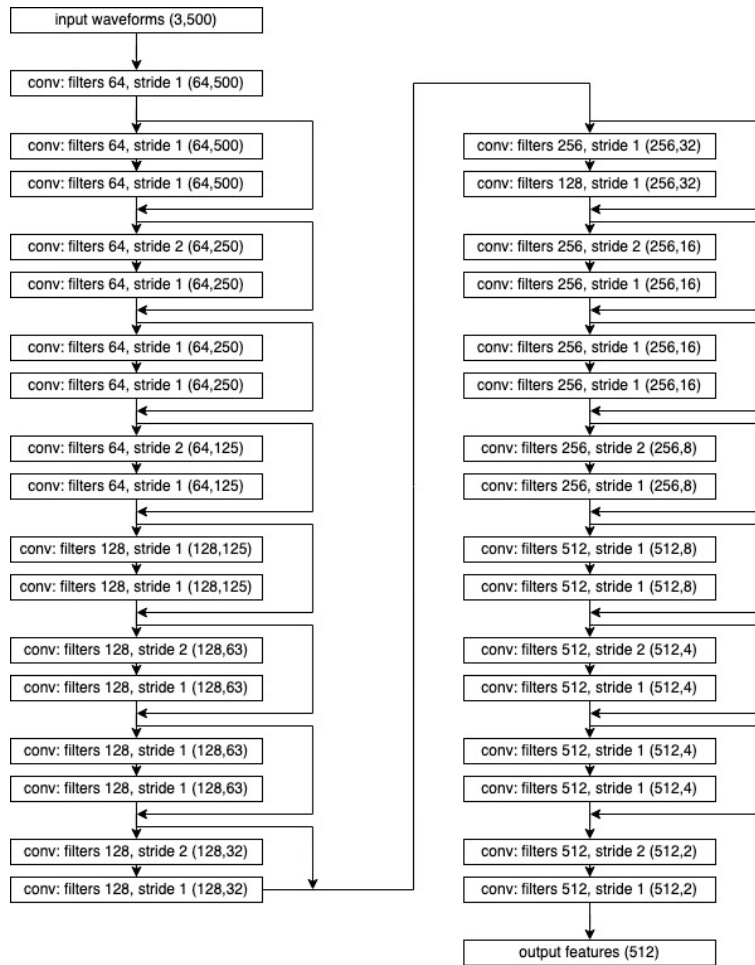 input waveforms (3,500)
conv: filters 64, stride 1 (64,500)
conv: filters 64, stride 1 (64,500)
conv: filters 64, stride 1 (64,500)
conv: filters 64, stride 2 (64,250)
conv: filters 64, stride 1 (64,250)
conv: filters 64, stride 1 (64,250)
conv: filters 64, stride 1 (64,250)
conv: filters 64, stride 2 (64,125)
conv: filters 64, stride 1 (64,125)
conv: filters 128, stride 1 (128,125)
conv: filters 128, stride 1 (128,125)
conv: filters 128, stride 2 (128,63)
conv: filters 128, stride 1 (128,63)
conv: filters 128, stride 1 (128,63)
conv: filters 128, stride 1 (128,63)
conv: filters 128, stride 2 (128,32)
conv: filters 128, stride 1 (128,32)
conv: filters 256, stride 1 (256,32)
conv: filters 128, stride 1 (256,32)
conv: filters 256, stride 2 (256,16)
conv: filters 256, stride 1 (256,16)
conv: filters 256, stride 1 (256,16)
conv: filters 256, stride 1 (256,16)
conv: filters 256, stride 2 (256,8)
conv: filters 256, stride 1 (256,8)
conv: filters 512, stride 1 (512,8)
conv: filters 512, stride 1 (512,8)
conv: filters 512, stride 2 (512,4)
conv: filters 512, stride 1 (512,4)
conv: filters 512, stride 1 (512,4)
conv: filters 512, stride 1 (512,4)
conv: filters 512, stride 2 (512,2)
conv: filters 512, stride 1 (512,2)
output features (512)